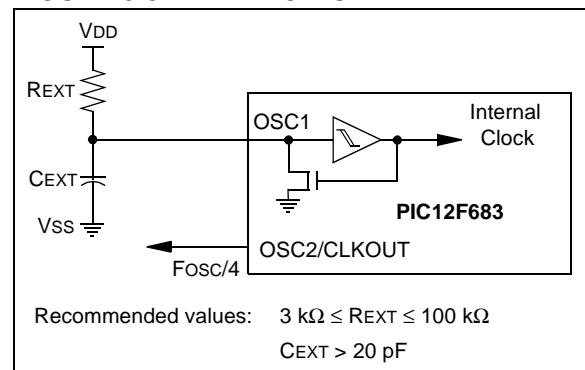 VDD
REXT
OSC1
Internal
Clock
CEXT
PIC12F683
VSS
OSC2/CLKOUT
FOSC/4
Recommended values: 3 kΩ ≤ REXT ≤ 100 kΩ
CEXT > 20 pF